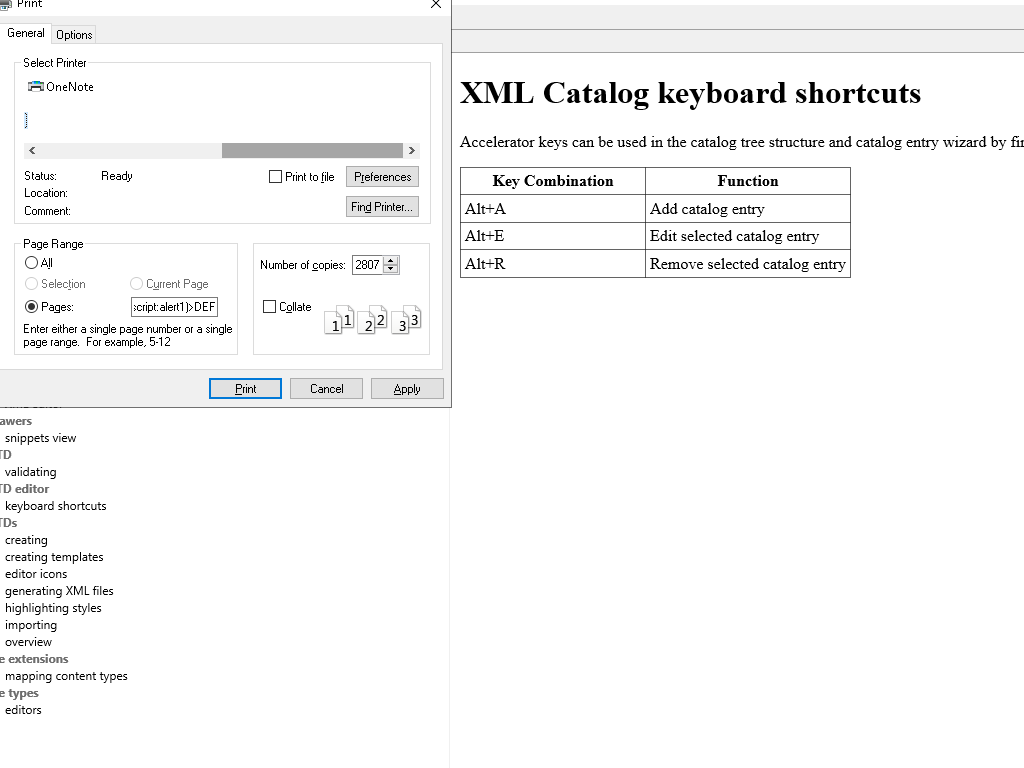 Print
General
Options
Select Printer
OneNote
Status: Ready
Print to file
Preferences
Location:
Comment:
Find Printer...
Page Range
All
Selection
Current Page
Pages:
script:alert1)>DEF
Enter either a single page number or a single
page range. For example, 5-12
Number of copies: 2807
Collate
1 1 2 2 3 3
Print
Cancel
Apply
awers
snippets view
TD
validating
TD editor
keyboard shortcuts
TDs
creating
creating templates
editor icons
generating XML files
highlighting styles
importing
overview
e extensions
mapping content types
e types
editors
XML Catalog keyboard shortcuts
Accelerator keys can be used in the catalog tree structure and catalog entry wizard by fir
Key Combination Function
Alt+A Add catalog entry
Alt+E Edit selected catalog entry
Alt+R Remove selected catalog entry